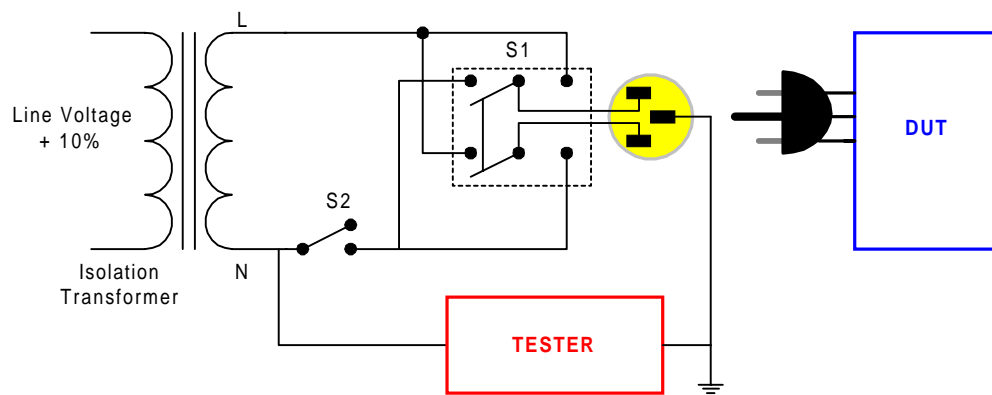 L
S1
Line Voltage
+ 10%
DUT
S2
N
Isolation
Transformer
TESTER